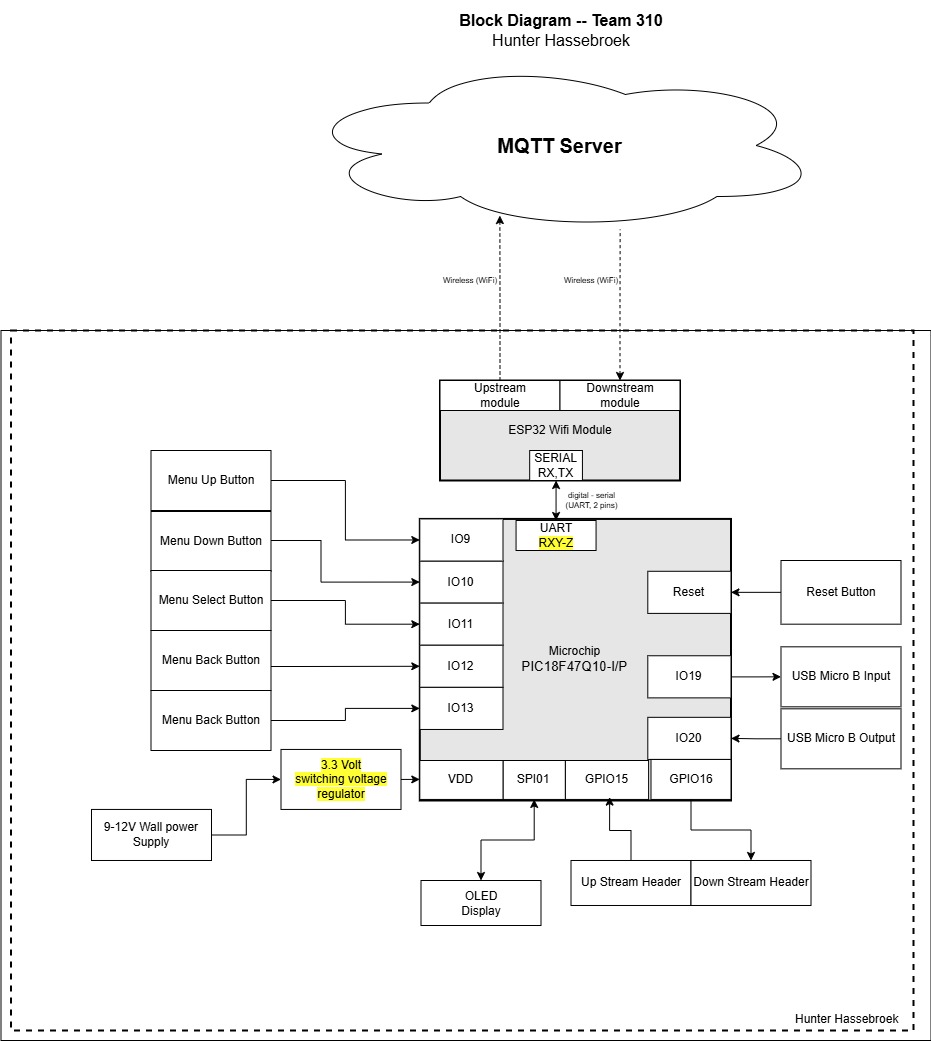 Block Diagram -- Team 310
Hunter Hassebroek
MQTT Server
Wireless (WiFi)
Wireless (WiFi)
Upstream
module
Downstream
module
ESP32 Wifi Module
SERIAL
RX,TX
digital - serial
(UART, 2 pins)
UART
RXY-Z
Menu Up Button
Menu Down Button
Menu Select Button
Menu Back Button
Menu Back Button
IO9
IO10
IO11
IO12
IO13
Microchip
PIC18F47Q10-I/P
Reset
Reset Button
IO19
USB Micro B Input
IO20
USB Micro B Output
3.3 Volt
switching voltage
regulator
VDD
SPI01
GPIO15
GPIO16
9-12V Wall power
Supply
OLED
Display
Up Stream Header
Down Stream Header
Hunter Hassebroek